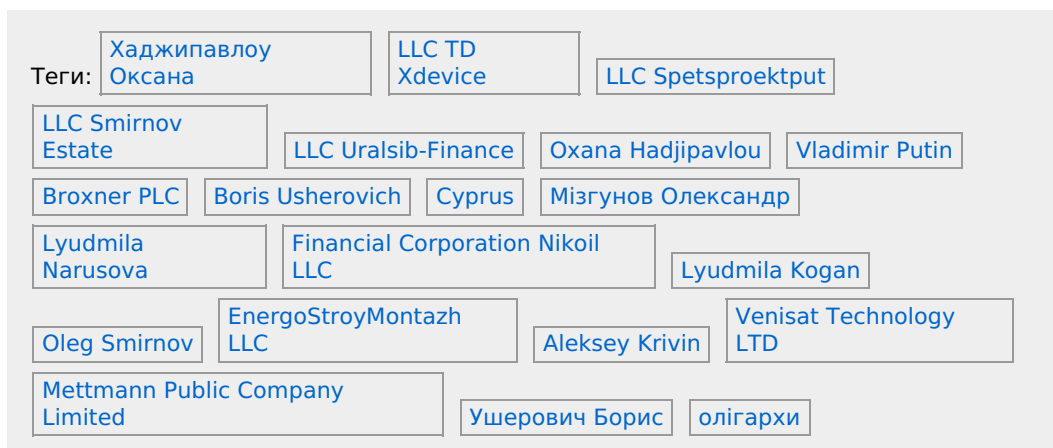 Теги: Хаджипавлоу Оксана LLC TD Xdevice LLC Spetsproektput
LLC Smirnov Estate LLC Uralsib-Finance Oxana Hadjipavlou Vladimir Putin
Broxner PLC Boris Usherovich Cyprus Мізгунов Олександр
Lyudmila Narusova Financial Corporation Nikoil LLC Lyudmila Kogan
Oleg Smirnov EnergoStroyMontazh LLC Aleksey Krivin Venisat Technology LTD
Mettmann Public Company Limited Ушерович Борис олігархи